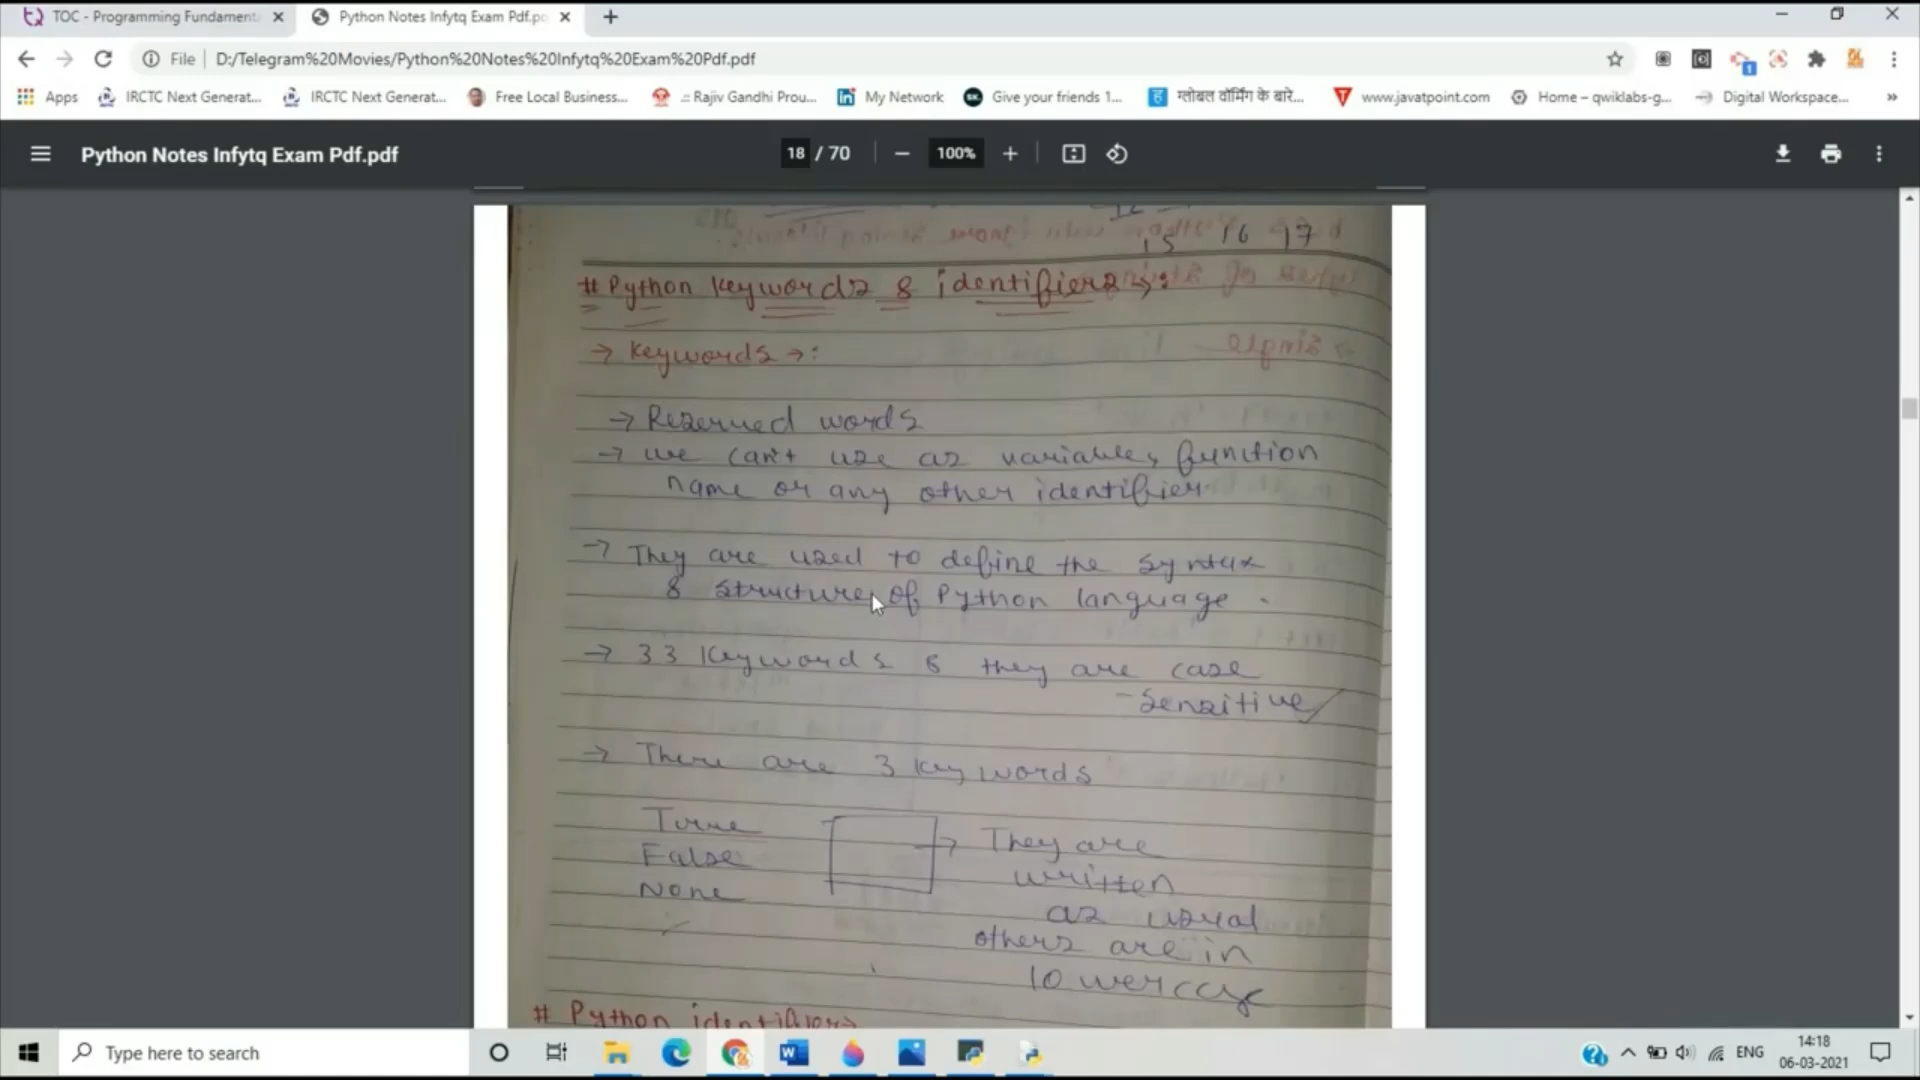 TOC - Programming Fundament
Python Notes Infytq Exam Pdf.po
File
D:/Telegram%20Movies/Python%20Notes%20Infytq%20Exam%20Pdf.pdf
Apps
IRCTC Next Generat...
IRCTC Next Generat...
Free Local Business...
.:: Rajiv Gandhi Prou...
My Network
Give your friends 1...
ग्लोबल वॉर्मिंग के बारे...
www.javatpoint.com
Home – qwiklabs-g...
Digital Workspace...
Python Notes Infytq Exam Pdf.pdf
18 / 70
100%
15 16 17
# Python Keywords & identifiers →:
→ Keywords →:
→ Reserved words
→ we can't use as variable, function
name or any other identifier.
→ They are used to define the syntax
& structure of Python language.
→ 33 Keywords & they are case
-Sensitive
→ There are 3 keywords
True
False
None
→ They are
written
as usual
others are in
lowercase
# Python identifiers
Type here to search
ENG
14:18
06-03-2021